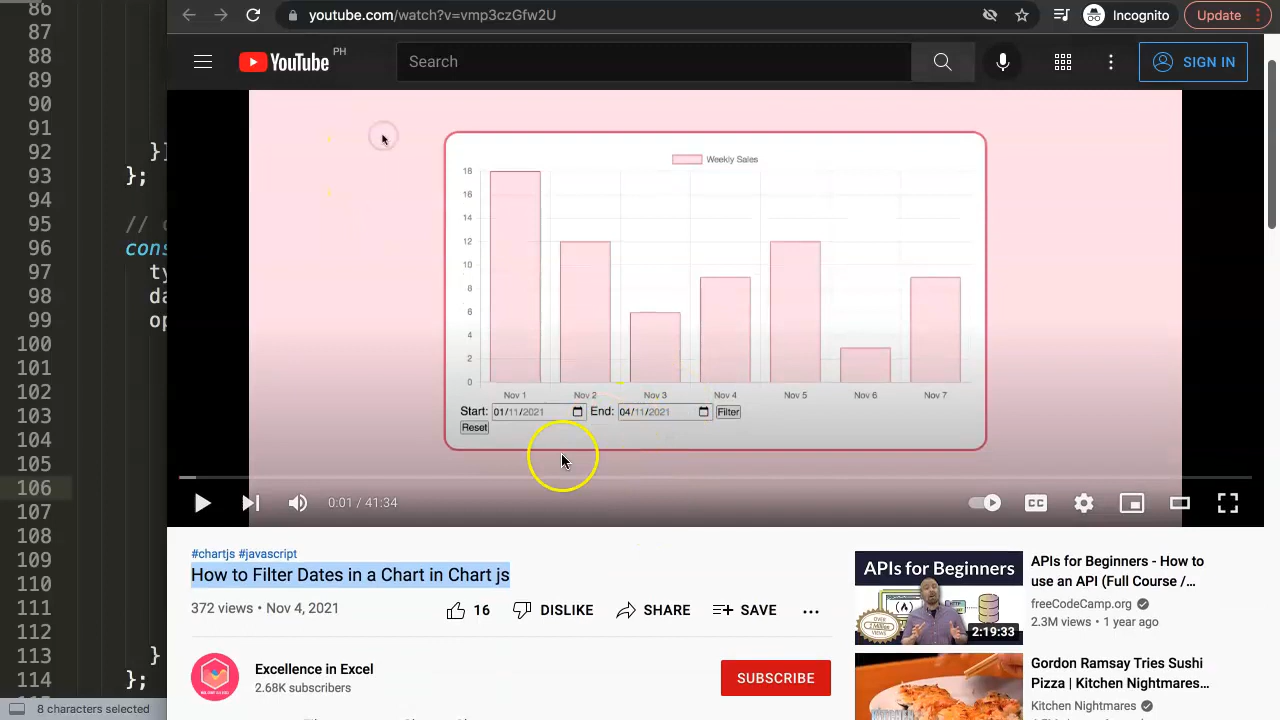 86
87
88
89
90
91
92 })
93 };
94
95 // c
96 cons
97 ty
98 da
99 op
100
101
102
103
104
105
106
107
108
109
110
111
112
113 }
114 };
8 characters selected
youtube.com/watch?v=vmp3czGfw2U
Incognito
Update
YouTube PH
Search
SIGN IN
Weekly Sales
18
16
14
12
10
8
6
4
2
0
Nov 1 Nov 2 Nov 3 Nov 4 Nov 5 Nov 6 Nov 7
Start: 01/11/2021 End: 04/11/2021 Filter
Reset
0:01 / 41:34
CC
#chartjs #javascript
How to Filter Dates in a Chart in Chart js
372 views • Nov 4, 2021
16 DISLIKE SHARE SAVE
Excellence in Excel
2.68K subscribers
SUBSCRIBE
APIs for Beginners
2:19:33
APIs for Beginners - How to
use an API (Full Course /...
freeCodeCamp.org
2.3M views • 1 year ago
Gordon Ramsay Tries Sushi
Pizza | Kitchen Nightmares...
Kitchen Nightmares